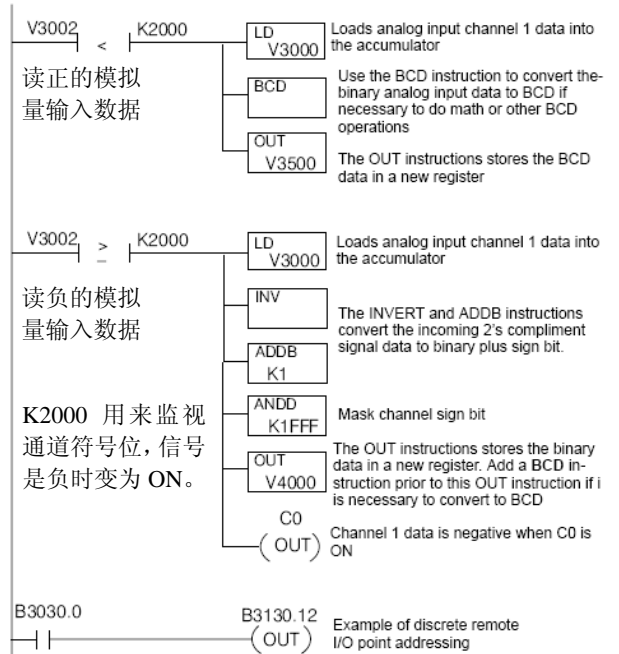 V3002 < K2000
LD
V3000
Loads analog input channel 1 data into
the accumulator
读正的模拟
量输入数据
BCD
Use the BCD instruction to convert the-
binary analog input data to BCD if
necessary to do math or other BCD
operations
OUT
V3500
The OUT instructions stores the BCD
data in a new register
V3002 ≥ K2000
LD
V3000
Loads analog input channel 1 data into
the accumulator
读负的模拟
量输入数据
INV
The INVERT and ADDB instructions
convert the incoming 2's compliment
signal data to binary plus sign bit.
ADDB
K1
K2000 用来监视
通道符号位，信号
是负时变为 ON。
ANDD
K1FFF
Mask channel sign bit
OUT
V4000
The OUT instructions stores the binary
data in a new register. Add a BCD in-
struction prior to this OUT instruction if i
is necessary to convert to BCD
C0
OUT
Channel 1 data is negative when C0 is
ON
B3030.0
B3130.12
OUT
Example of discrete remote
I/O point addressing